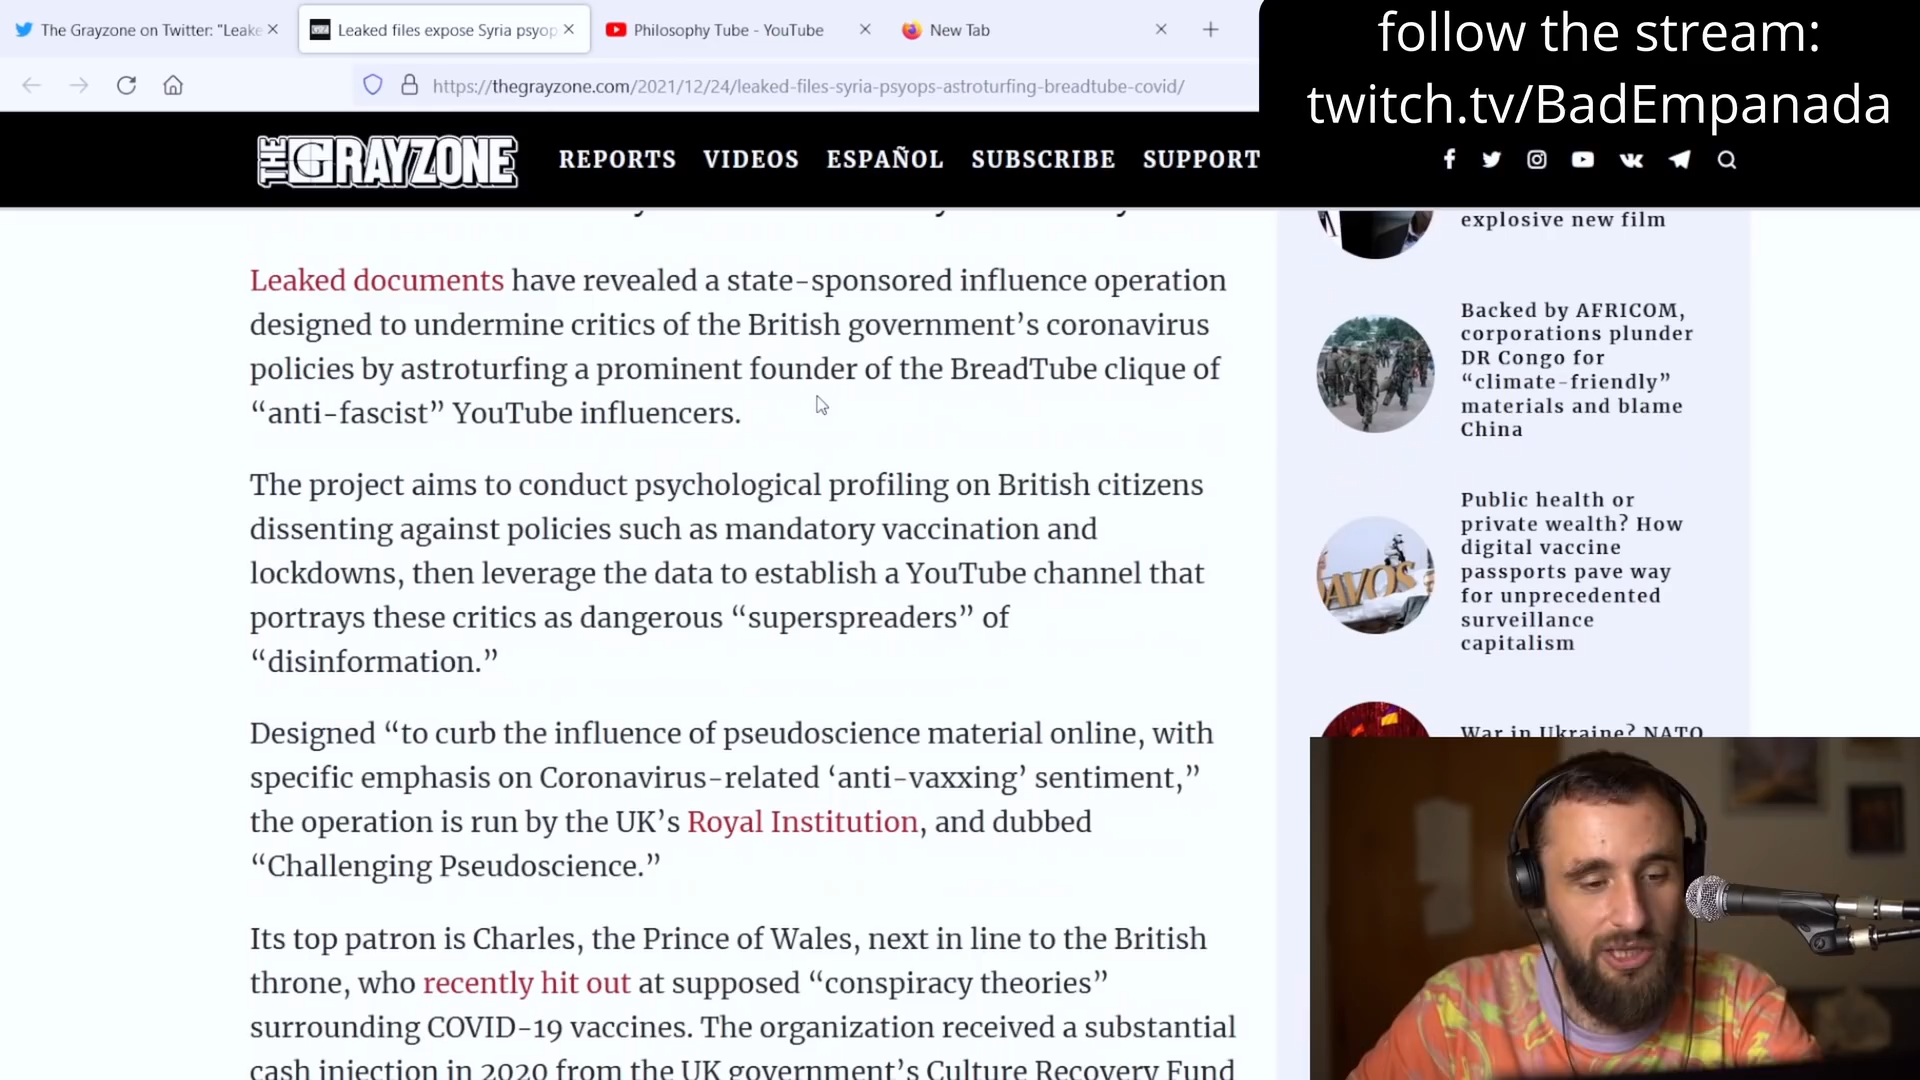 The Grayzone on Twitter: "Leake
Leaked files expose Syria psyop
Philosophy Tube - YouTube
New Tab
follow the stream:
twitch.tv/BadEmpanada
https://thegrayzone.com/2021/12/24/leaked-files-syria-psyops-astroturfing-breadtube-covid/
THE GRAYZONE
REPORTS VIDEOS ESPAÑOL SUBSCRIBE SUPPORT
Leaked documents have revealed a state-sponsored influence operation
designed to undermine critics of the British government’s coronavirus
policies by astroturfing a prominent founder of the BreadTube clique of
“anti-fascist” YouTube influencers.
The project aims to conduct psychological profiling on British citizens
dissenting against policies such as mandatory vaccination and
lockdowns, then leverage the data to establish a YouTube channel that
portrays these critics as dangerous “superspreaders” of
“disinformation.”
Designed “to curb the influence of pseudoscience material online, with
specific emphasis on Coronavirus-related ‘anti-vaxxing’ sentiment,”
the operation is run by the UK’s Royal Institution, and dubbed
“Challenging Pseudoscience.”
Its top patron is Charles, the Prince of Wales, next in line to the British
throne, who recently hit out at supposed “conspiracy theories”
surrounding COVID-19 vaccines. The organization received a substantial
cash injection in 2020 from the UK government’s Culture Recovery Fund
explosive new film
Backed by AFRICOM,
corporations plunder
DR Congo for
“climate-friendly”
materials and blame
China
Public health or
private wealth? How
digital vaccine
passports pave way
for unprecedented
surveillance
capitalism
War in Ukraine? NATO
AVOS